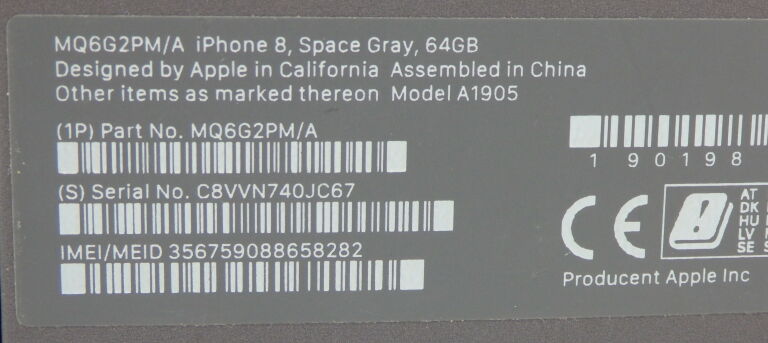 MQ6G2PM/A iPhone 8, Space Gray, 64GB
Designed by Apple in California Assembled in China
Other items as marked thereon Model A1905
(1P) Part No. MQ6G2PM/A
(S) Serial No. C8VVN740JC67
IMEI/MEID 356759088658282
1 90198
CE
AT
DK
HU
LV
SE
Producent Apple Inc